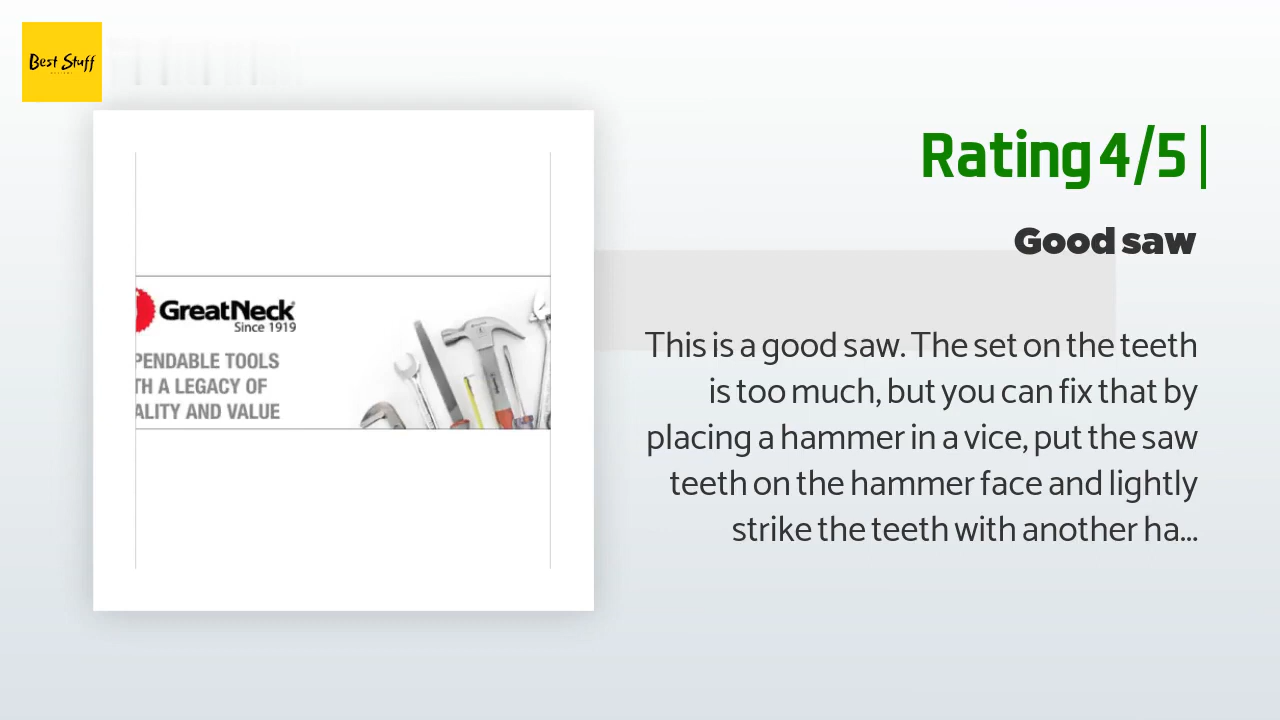 Best Stuff
Rating 4/5 |
Good saw
GreatNeck®
Since 1919
PENDABLE TOOLS
TH A LEGACY OF
ALITY AND VALUE
This is a good saw. The set on the teeth
is too much, but you can fix that by
placing a hammer in a vice, put the saw
teeth on the hammer face and lightly
strike the teeth with another ha...